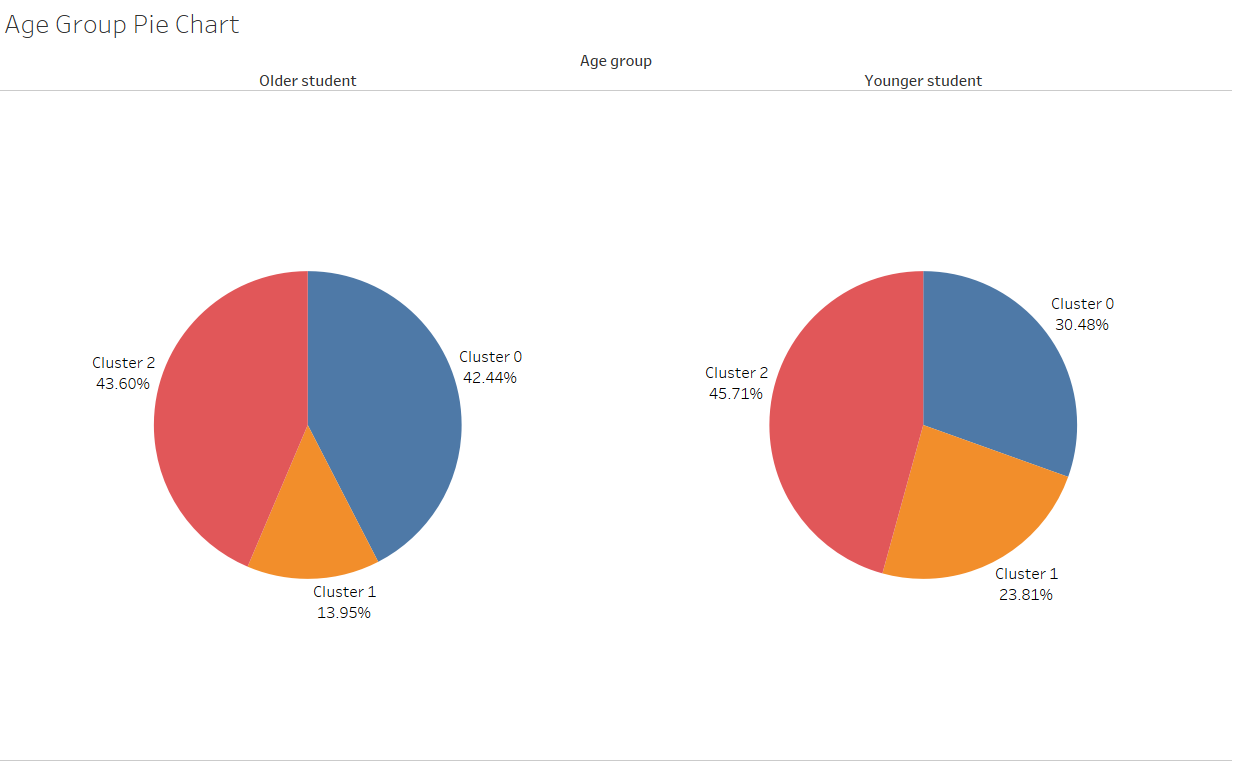 Age Group Pie Chart
Age group
Older student
Younger student
Cluster 2
43.60%
Cluster 0
42.44%
Cluster 1
13.95%
Cluster 2
45.71%
Cluster 0
30.48%
Cluster 1
23.81%